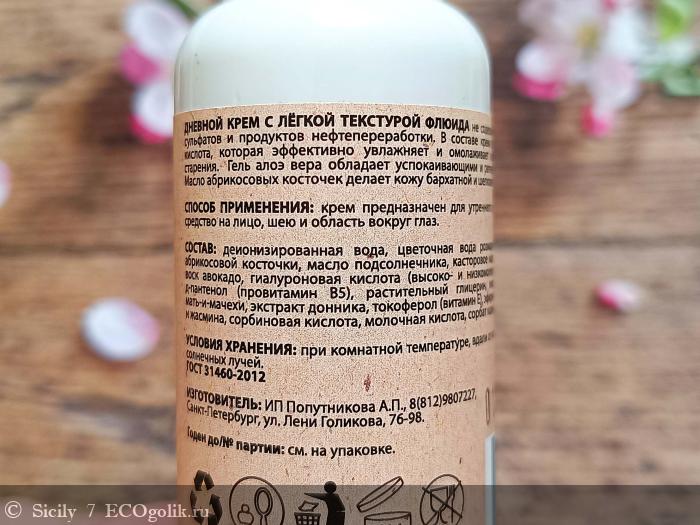 ДНЕВНОЙ КРЕМ С ЛЁГКОЙ ТЕКСТУРОЙ ФЛЮИДА не
сульфатов и продуктов нефтепереработки. В составе
кислота, которая эффективно увлажняет и омолаживает
старения. Гель алоэ вера обладает успокаивающими и
Масло абрикосовых косточек делает кожу бархатной и
СПОСОБ ПРИМЕНЕНИЯ: крем предназначен для
средство на лицо, шею и область вокруг глаз.
СОСТАВ: деионизированная вода, цветочная вода
абрикосовой косточки, масло подсолнечника, касторовое
воск авокадо, гиалуроновая кислота (высоко- и
д-пантенол (провитамин B5), растительный глицерин,
мать-и-мачехи, экстракт донника, токоферол (витамин Е),
и жасмина, сорбиновая кислота, молочная кислота, сорбат
УСЛОВИЯ ХРАНЕНИЯ: при комнатной температуре, вдали от
солнечных лучей.
ГОСТ 31460-2012
ИЗГОТОВИТЕЛЬ: ИП Попутникова А.П., 8(812)9807227,
Санкт-Петербург, ул. Лени Голикова, 76-98.
Годен до/№ партии: см. на упаковке.
© Sicily_7 ECOgolik.ru